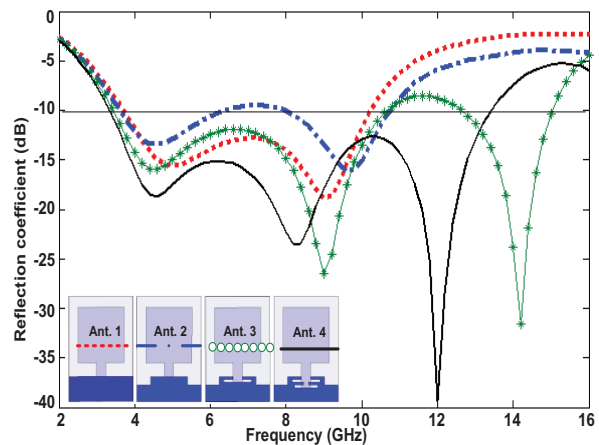 0
-5
-10
-15
-20
-25
-30
-35
-40
Reflection coefficient (dB)
Ant. 1
Ant. 2
Ant. 3
Ant. 4
2 4 6 8 10 12 14 16
Frequency (GHz)